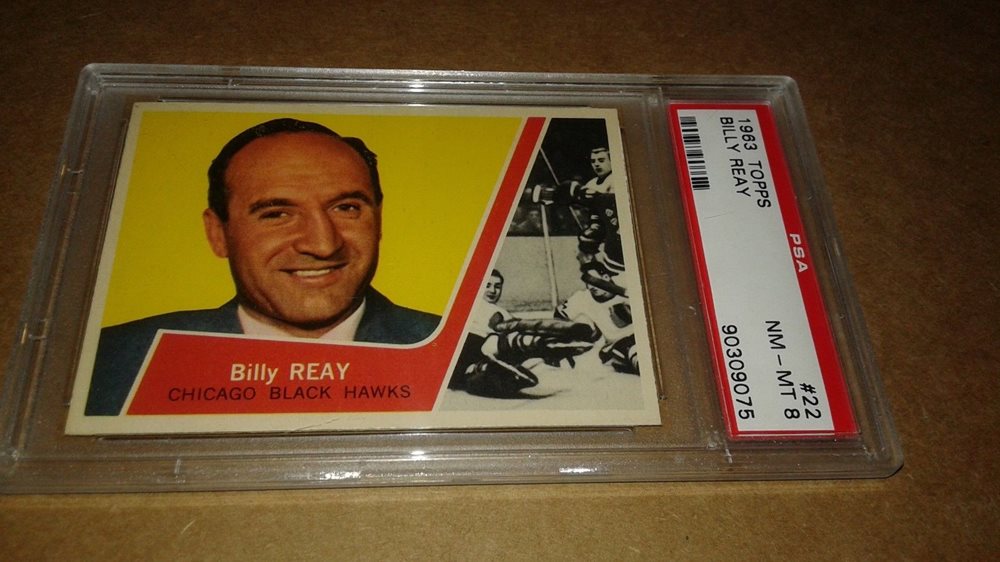 Billy REAY
CHICAGO BLACK HAWKS
1963 TOPPS
BILLY REAY
PSA
#22
NM-MT 8
90309075